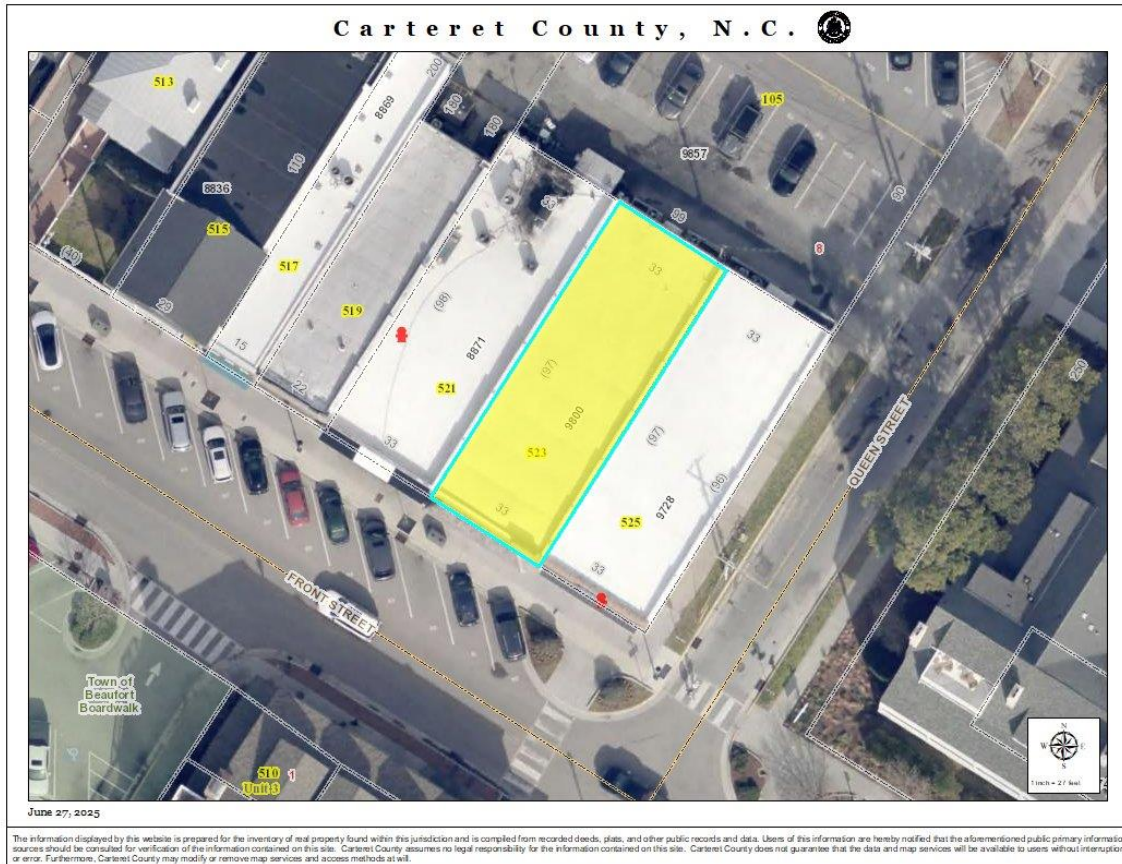 Carteret County, N.C.
513
105
200
8869
180
160
110
9857
8836
90
99
33
515
(40)
8
517
33
29
(98)
519
33
15
8871
250
521
(97)
22
9800
QUEEN STREET
(97)
33
523
(96)
9728
33
525
33
FRONT STREET
Town of
Beaufort
Boardwalk
N
W E
S
1 inch = 27 feet
510 1
Unit 3
June 27, 2025
The information displayed by this website is prepared for the inventory of real property found within this jurisdiction and is compiled from recorded deeds, plats, and other public records and data. Users of this information are hereby notified that the aforementioned public primary information
sources should be consulted for verification of the information contained on this site. Carteret County assumes no legal responsibility for the information contained on this site. Carteret County does not guarantee that the data and map services will be available to users without interruption
or error. Furthermore, Carteret County may modify or remove map services and access methods at will.